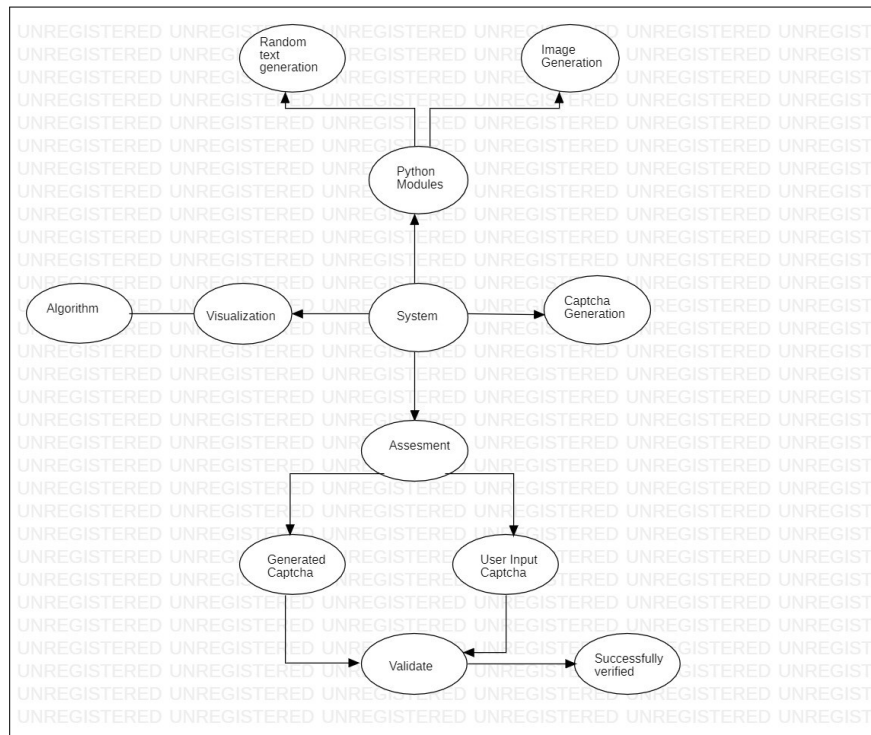 Random
text
generation
Image
Generation
Python
Modules
Algorithm
Visualization
System
Captcha
Generation
Assesment
Generated
Captcha
User Input
Captcha
Validate
Successfully
verified